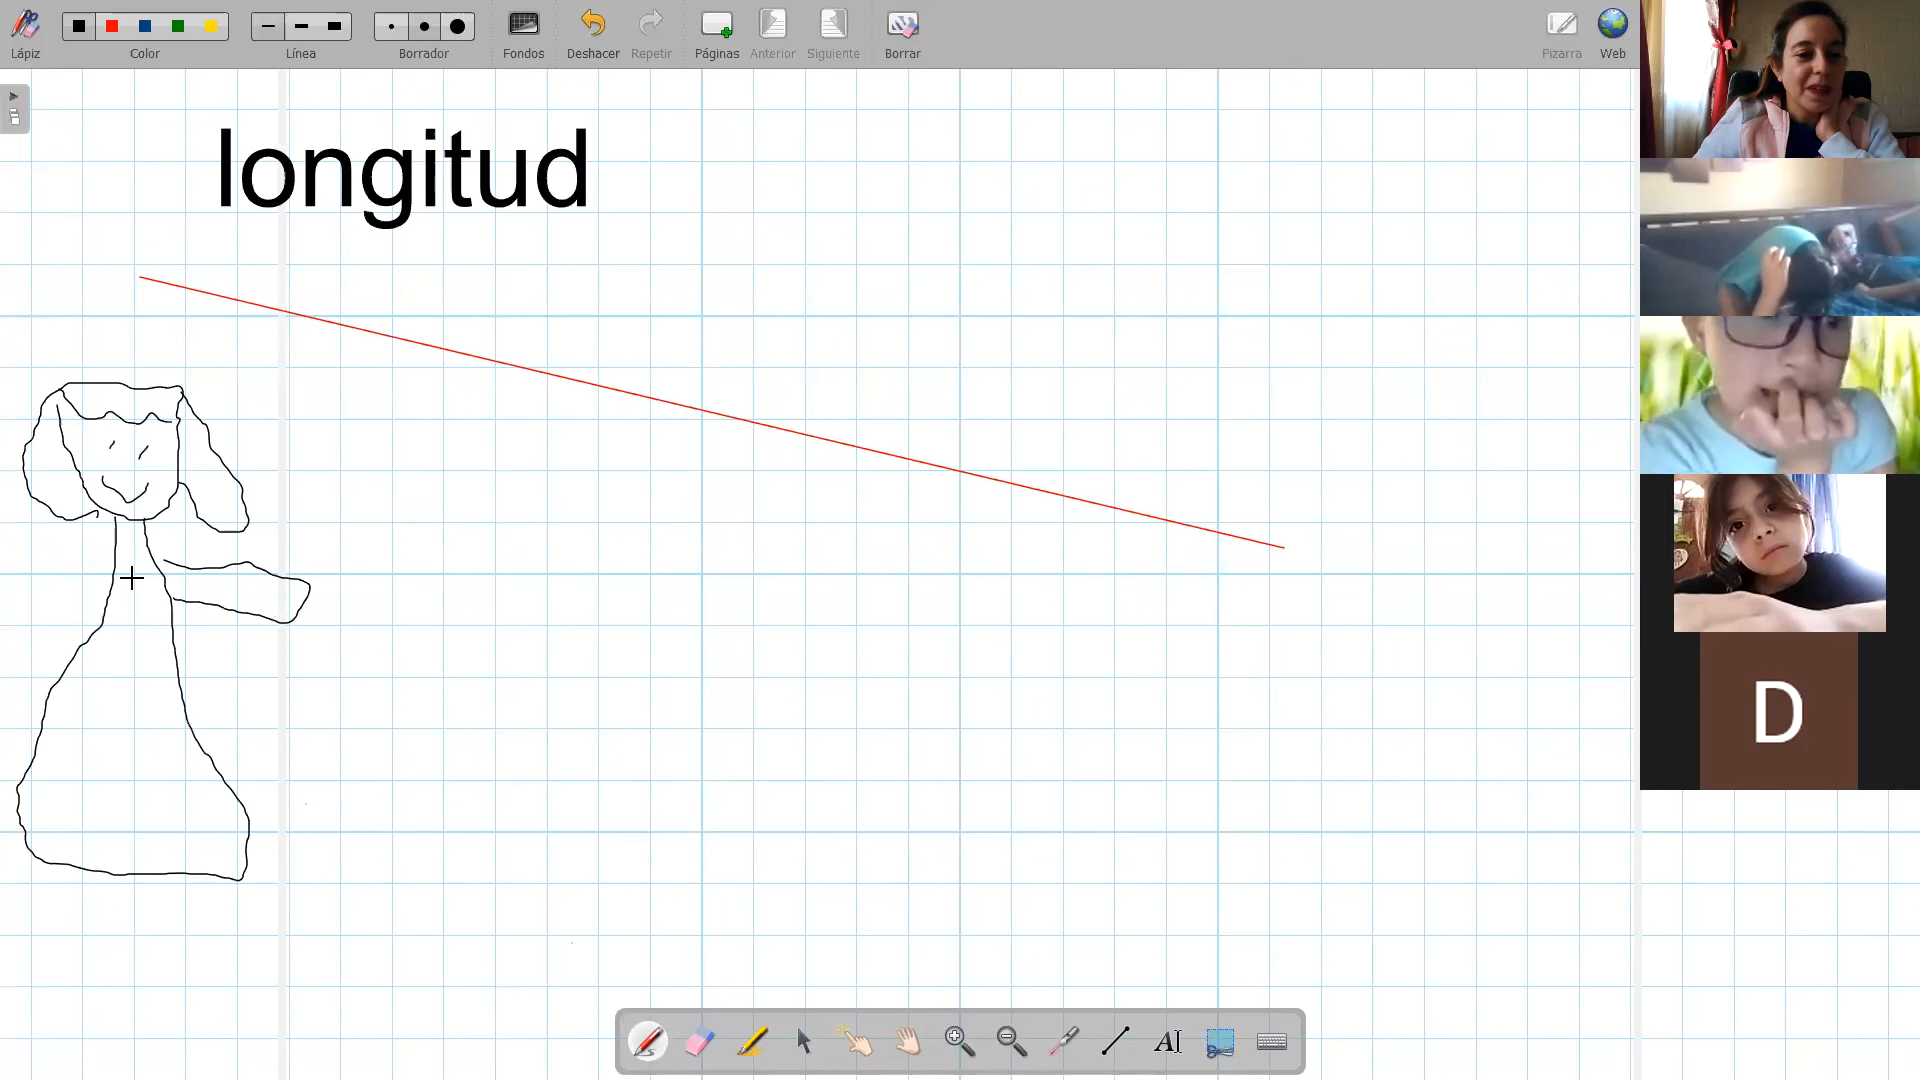 Lápiz Color Línea Borrador Fondos Deshacer Repetir Páginas Anterior Siguiente Borrar Pizarra Web
longitud
D
A